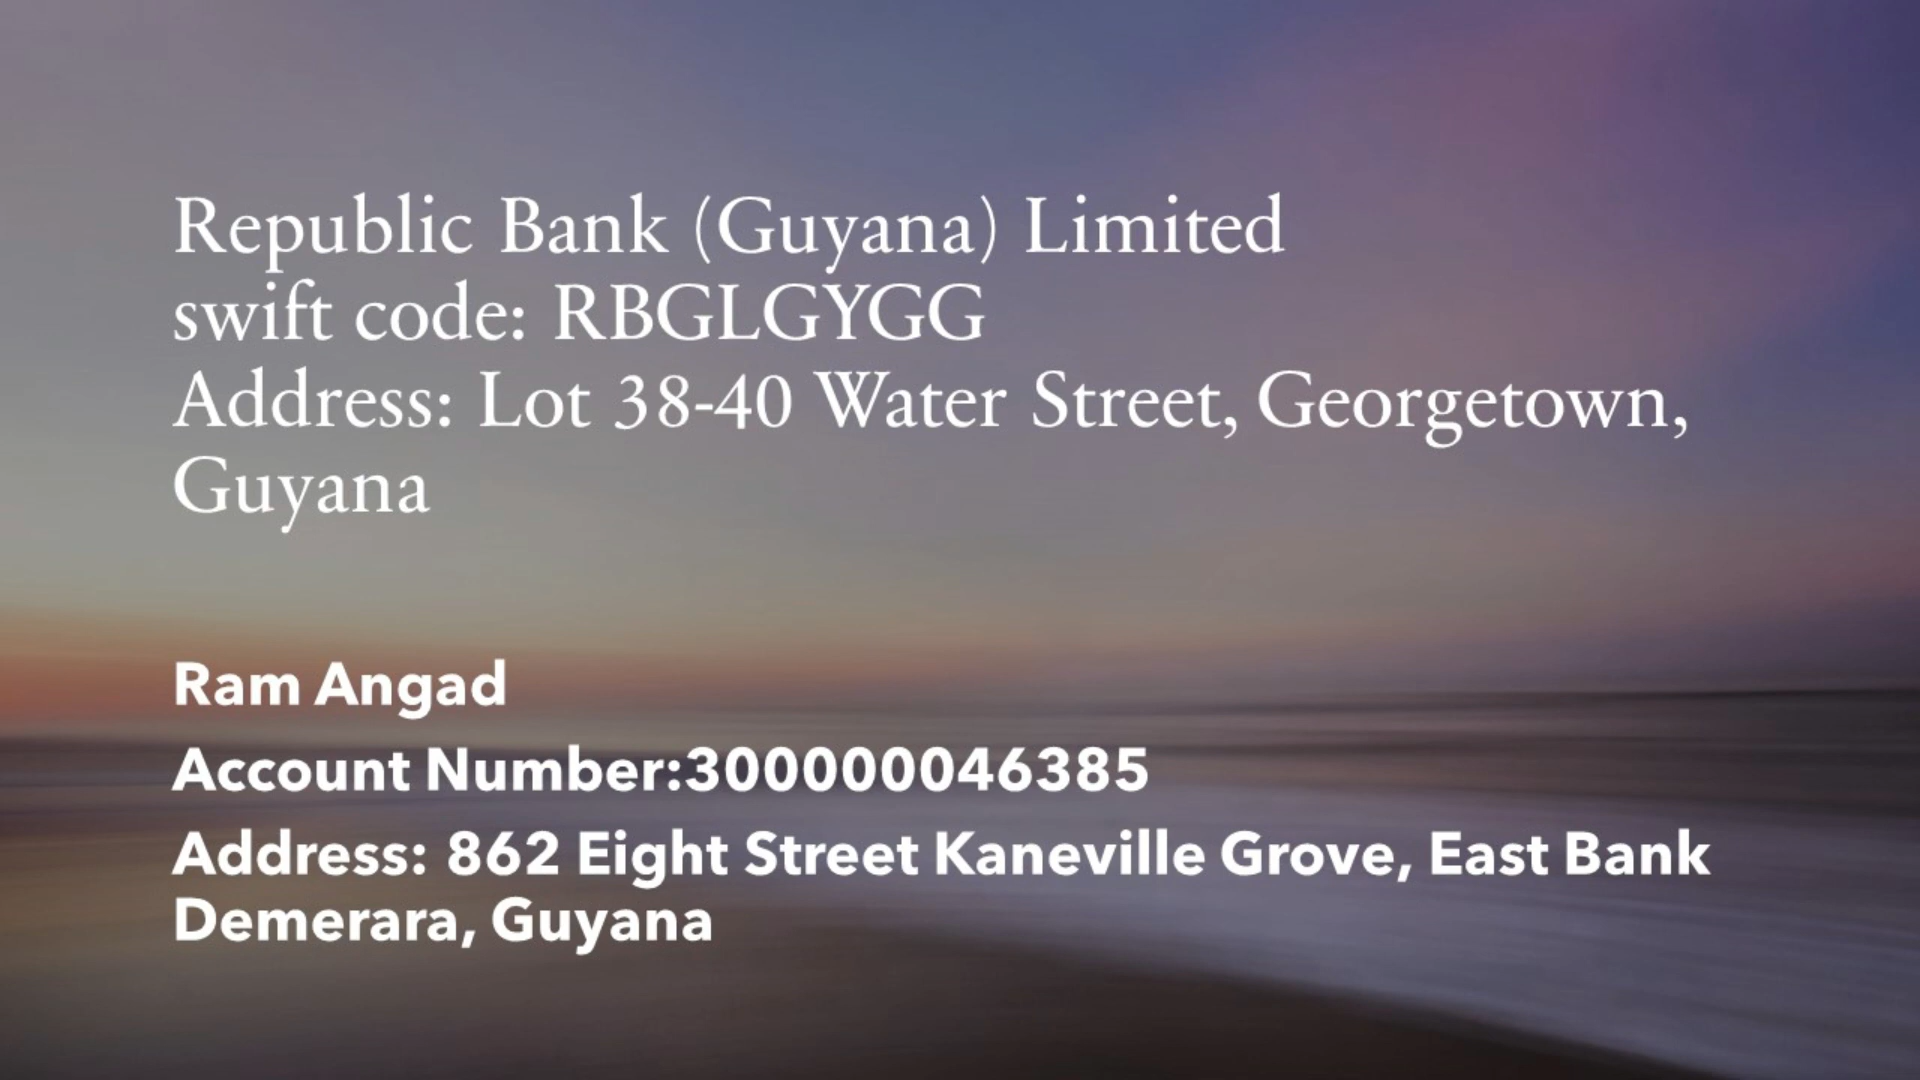 Republic Bank (Guyana) Limited
swift code: RBGLGYGG
Address: Lot 38-40 Water Street, Georgetown,
Guyana
Ram Angad
Account Number:300000046385
Address: 862 Eight Street Kaneville Grove, East Bank
Demerara, Guyana